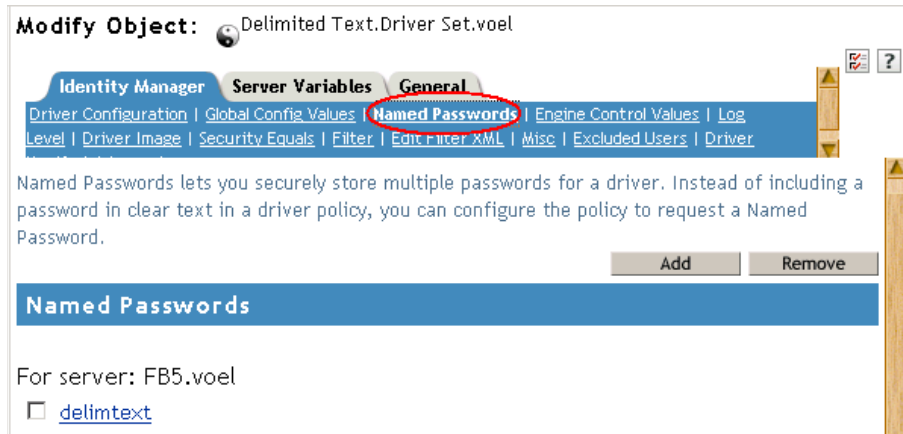 Modify Object: Delimited Text.Driver Set.voel
?
Identity Manager Server Variables General
Driver Configuration | Global Config Values | Named Passwords | Engine Control Values | Log
Level | Driver Image | Security Equals | Filter | Edit Filter XML | Misc | Excluded Users | Driver
Named Passwords lets you securely store multiple passwords for a driver. Instead of including a
password in clear text in a driver policy, you can configure the policy to request a Named
Password.
Add Remove
Named Passwords
For server: FB5.voel
delimtext